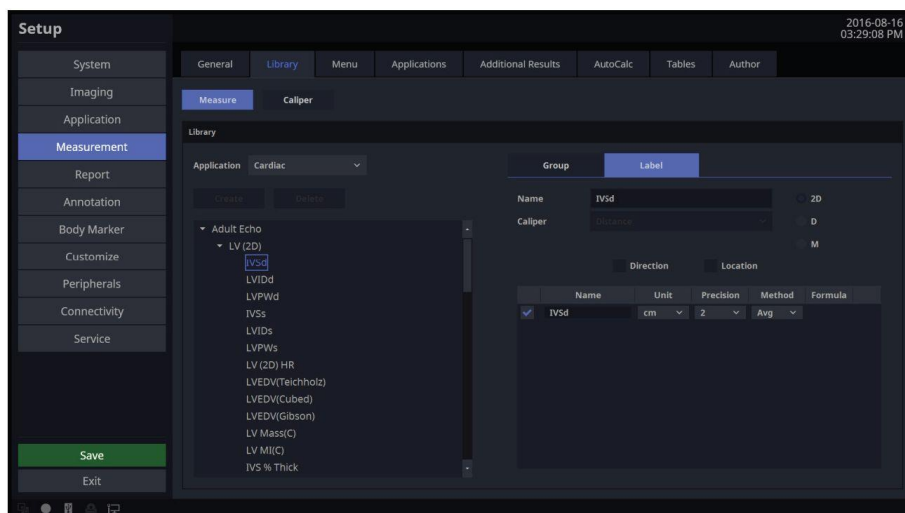 Setup
2016-08-16
03:29:08 PM
System
Imaging
Application
Measurement
Report
Annotation
Body Marker
Customize
Peripherals
Connectivity
Service
Save
Exit
General Library Menu Applications Additional Results AutoCalc Tables Author
Measure Caliper
Library
Application Cardiac
Create Delete
Adult Echo
LV (2D)
IVSd
LVIDd
LVPWd
IVSs
LVIDs
LVPWs
LV (2D) HR
LVEDV(Teichholz)
LVEDV(Cubed)
LVEDV(Gibson)
LV Mass(C)
LV MI(C)
IVS % Thick
Group Label
Name IVSd 2D
Caliper Distance D
M
Direction Location
Name Unit Precision Method Formula
IVSd cm 2 Avg